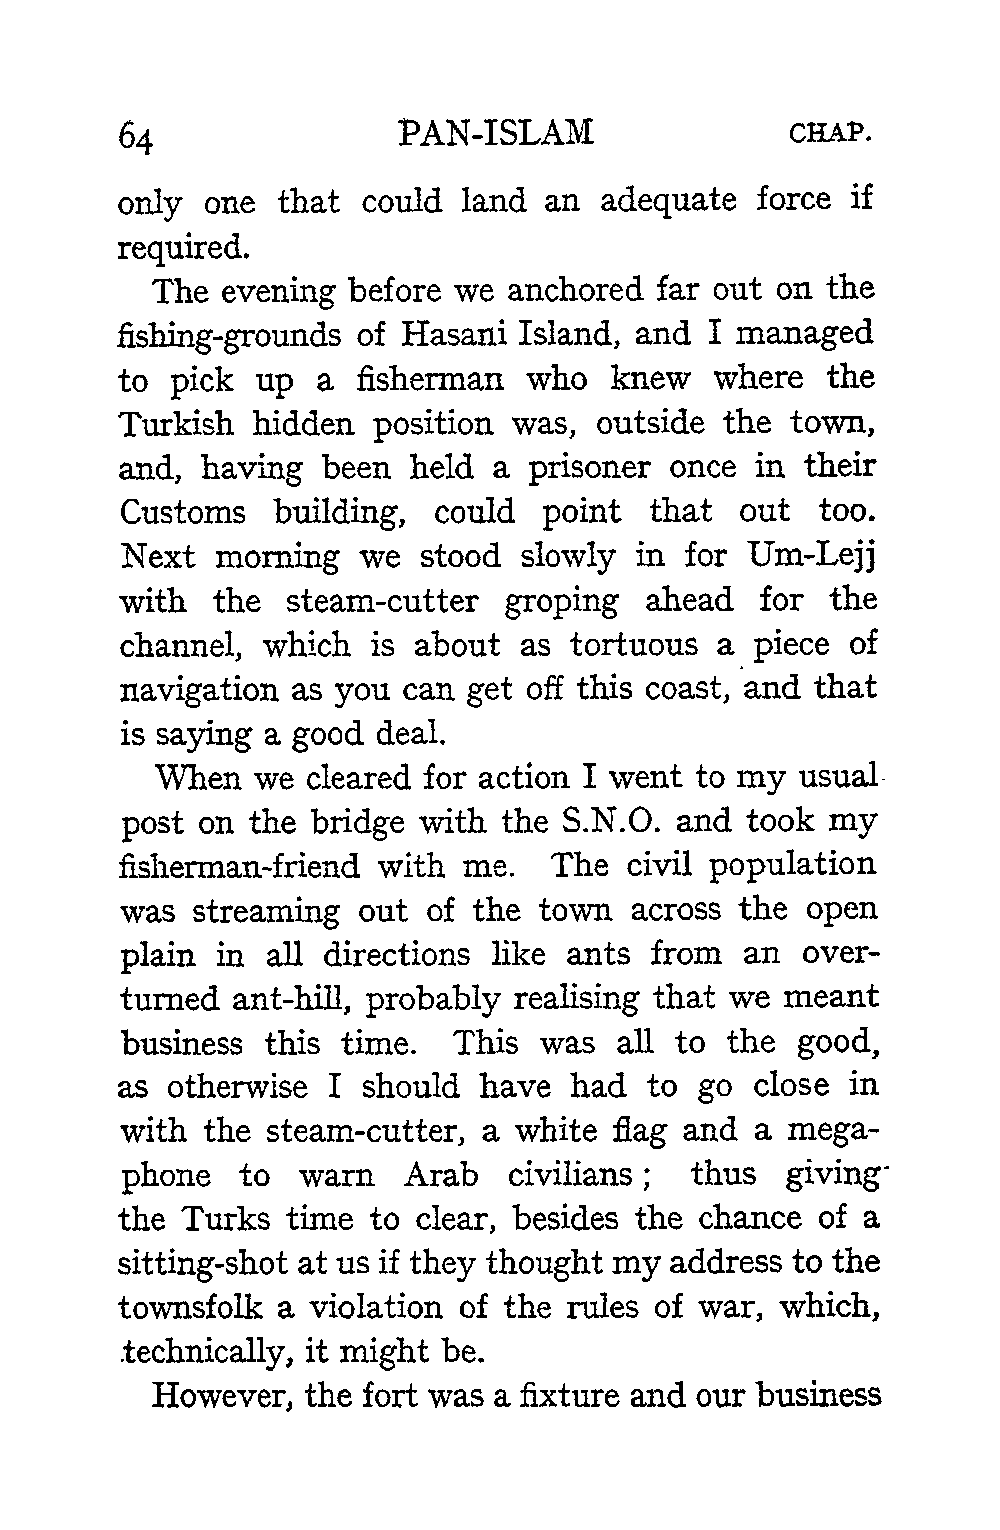 64 PAN-ISLAM CHAP.
only one that could land an adequate force if
required.
The evening before we anchored far out on the
fishing-grounds of Hasani Island, and I managed
to pick up a fisherman who knew where the
Turkish hidden position was, outside the town,
and, having been held a prisoner once in their
Customs building, could point that out too.
Next morning we stood slowly in for Um-Lejj
with the steam-cutter groping ahead for the
channel, which is about as tortuous a piece of
navigation as you can get off this coast, and that
is saying a good deal.
When we cleared for action I went to my usual
post on the bridge with the S.N.O. and took my
fisherman-friend with me. The civil population
was streaming out of the town across the open
plain in all directions like ants from an over-
turned ant-hill, probably realising that we meant
business this time. This was all to the good,
as otherwise I should have had to go close in
with the steam-cutter, a white flag and a mega-
phone to warn Arab civilians; thus giving
the Turks time to clear, besides the chance of a
sitting-shot at us if they thought my address to the
townsfolk a violation of the rules of war, which,
technically, it might be.
However, the fort was a fixture and our business